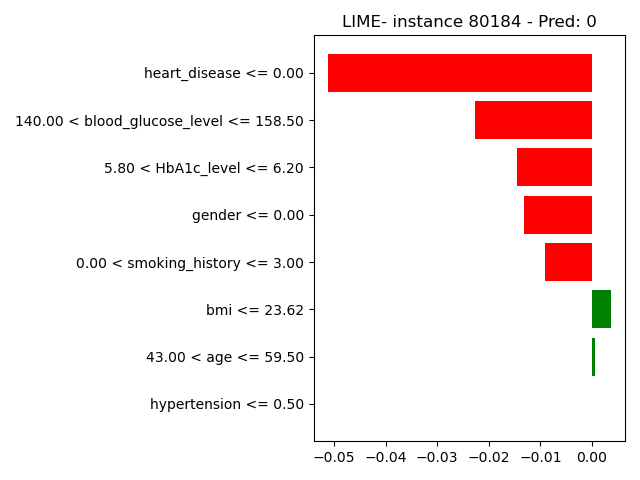 LIME- instance 80184 - Pred: 0
heart_disease <= 0.00
140.00 < blood_glucose_level <= 158.50
5.80 < HbA1c_level <= 6.20
gender <= 0.00
0.00 < smoking_history <= 3.00
bmi <= 23.62
43.00 < age <= 59.50
hypertension <= 0.50
−0.05 −0.04 −0.03 −0.02 −0.01 0.00